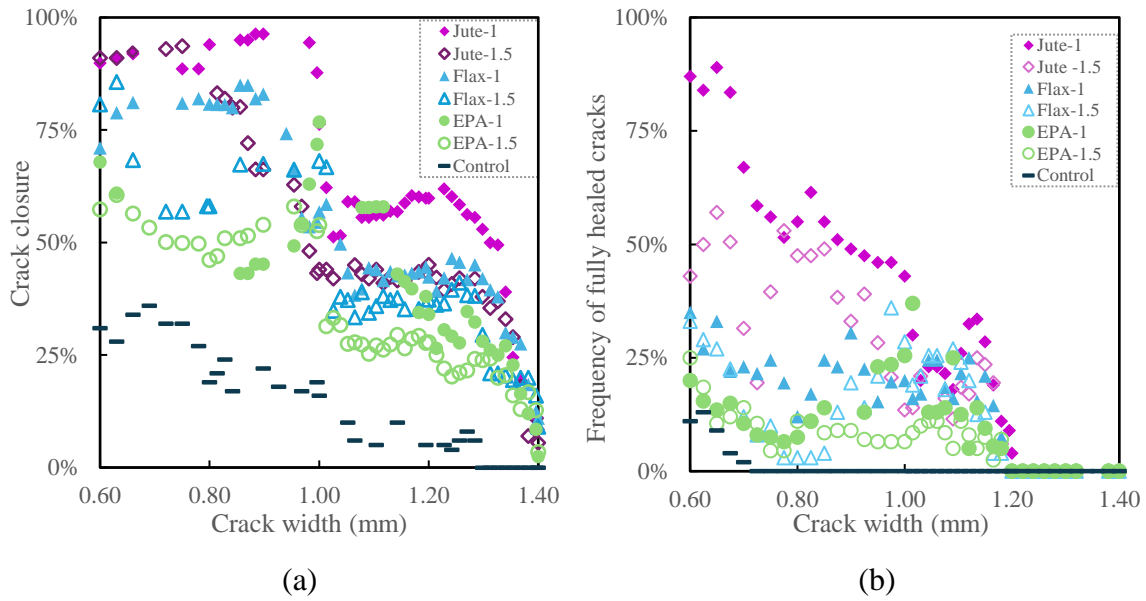 100%
75%
50%
25%
0%
Crack closure
Jute-1
Jute-1.5
Flax-1
Flax-1.5
EPA-1
EPA-1.5
Control
0.60 0.80 1.00 1.20 1.40
Crack width (mm)
(a)
100%
75%
50%
25%
0%
Frequency of fully healed cracks
Jute-1
Jute -1.5
Flax-1
Flax-1.5
EPA-1
EPA-1.5
Control
0.60 0.80 1.00 1.20 1.40
Crack width (mm)
(b)